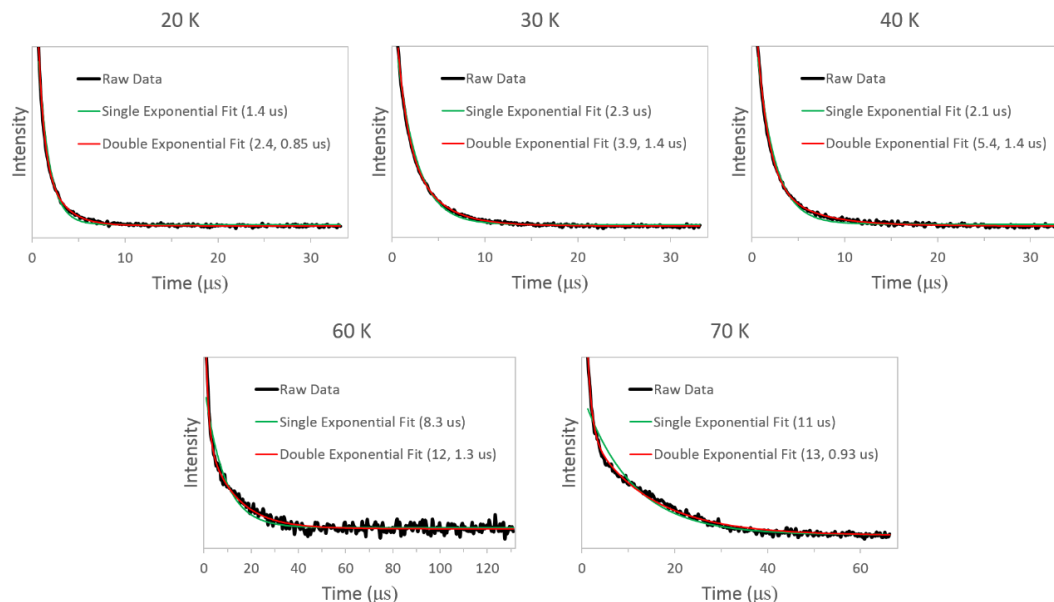 20 K
Intensity
Raw Data
Single Exponential Fit (1.4 us)
Double Exponential Fit (2.4, 0.85 us)
0 10 20 30
Time (μs)
30 K
Intensity
Raw Data
Single Exponential Fit (2.3 us)
Double Exponential Fit (3.9, 1.4 us)
0 10 20 30
Time (μs)
40 K
Intensity
Raw Data
Single Exponential Fit (2.1 us)
Double Exponential Fit (5.4, 1.4 us)
0 10 20 30
Time (μs)
60 K
Intensity
Raw Data
Single Exponential Fit (8.3 us)
Double Exponential Fit (12, 1.3 us)
0 20 40 60 80 100 120
Time (μs)
70 K
Intensity
Raw Data
Single Exponential Fit (11 us)
Double Exponential Fit (13, 0.93 us)
0 20 40 60
Time (μs)